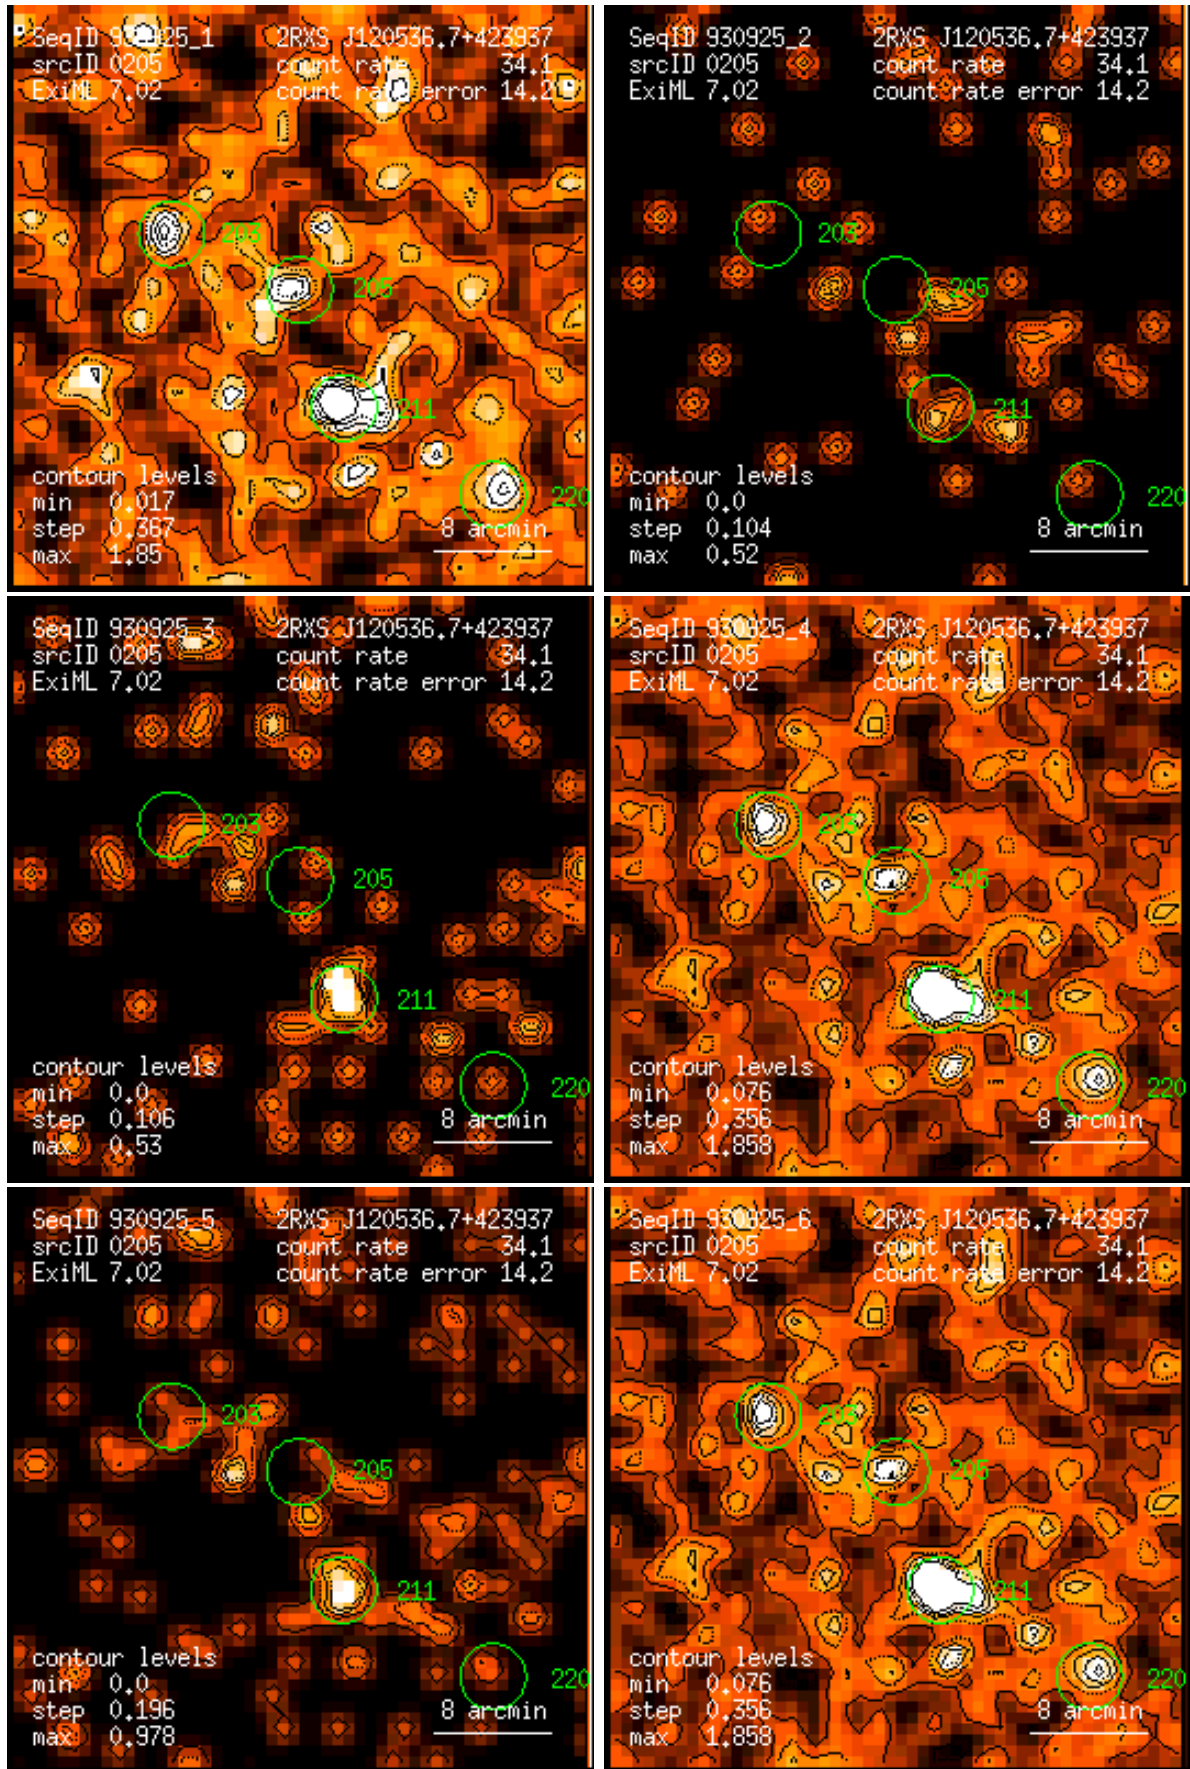 SeqID 930925_1 2RXS J120536.7+423937
srcID 0205 count rate 34.1
ExiML 7.02 count rate error 14.2
203
205
211
220
contour levels
min 0.017
step 0.367 8 arcmin
max 1.85
SeqID 930925_2 2RXS J120536.7+423937
srcID 0205 count rate 34.1
ExiML 7.02 count rate error 14.2
203
205
211
220
contour levels
min 0.0
step 0.104 8 arcmin
max 0.52
SeqID 930925_3 2RXS J120536.7+423937
srcID 0205 count rate 34.1
ExiML 7.02 count rate error 14.2
203
205
211
220
contour levels
min 0.0
step 0.106 8 arcmin
max 0.53
SeqID 930925_4 2RXS J120536.7+423937
srcID 0205 count rate 34.1
ExiML 7.02 count rate error 14.2
203
205
211
220
contour levels
min 0.076
step 0.356 8 arcmin
max 1.858
SeqID 930925_5 2RXS J120536.7+423937
srcID 0205 count rate 34.1
ExiML 7.02 count rate error 14.2
203
205
211
220
contour levels
min 0.0
step 0.196 8 arcmin
max 0.978
SeqID 930925_6 2RXS J120536.7+423937
srcID 0205 count rate 34.1
ExiML 7.02 count rate error 14.2
203
205
211
220
contour levels
min 0.076
step 0.356 8 arcmin
max 1.858